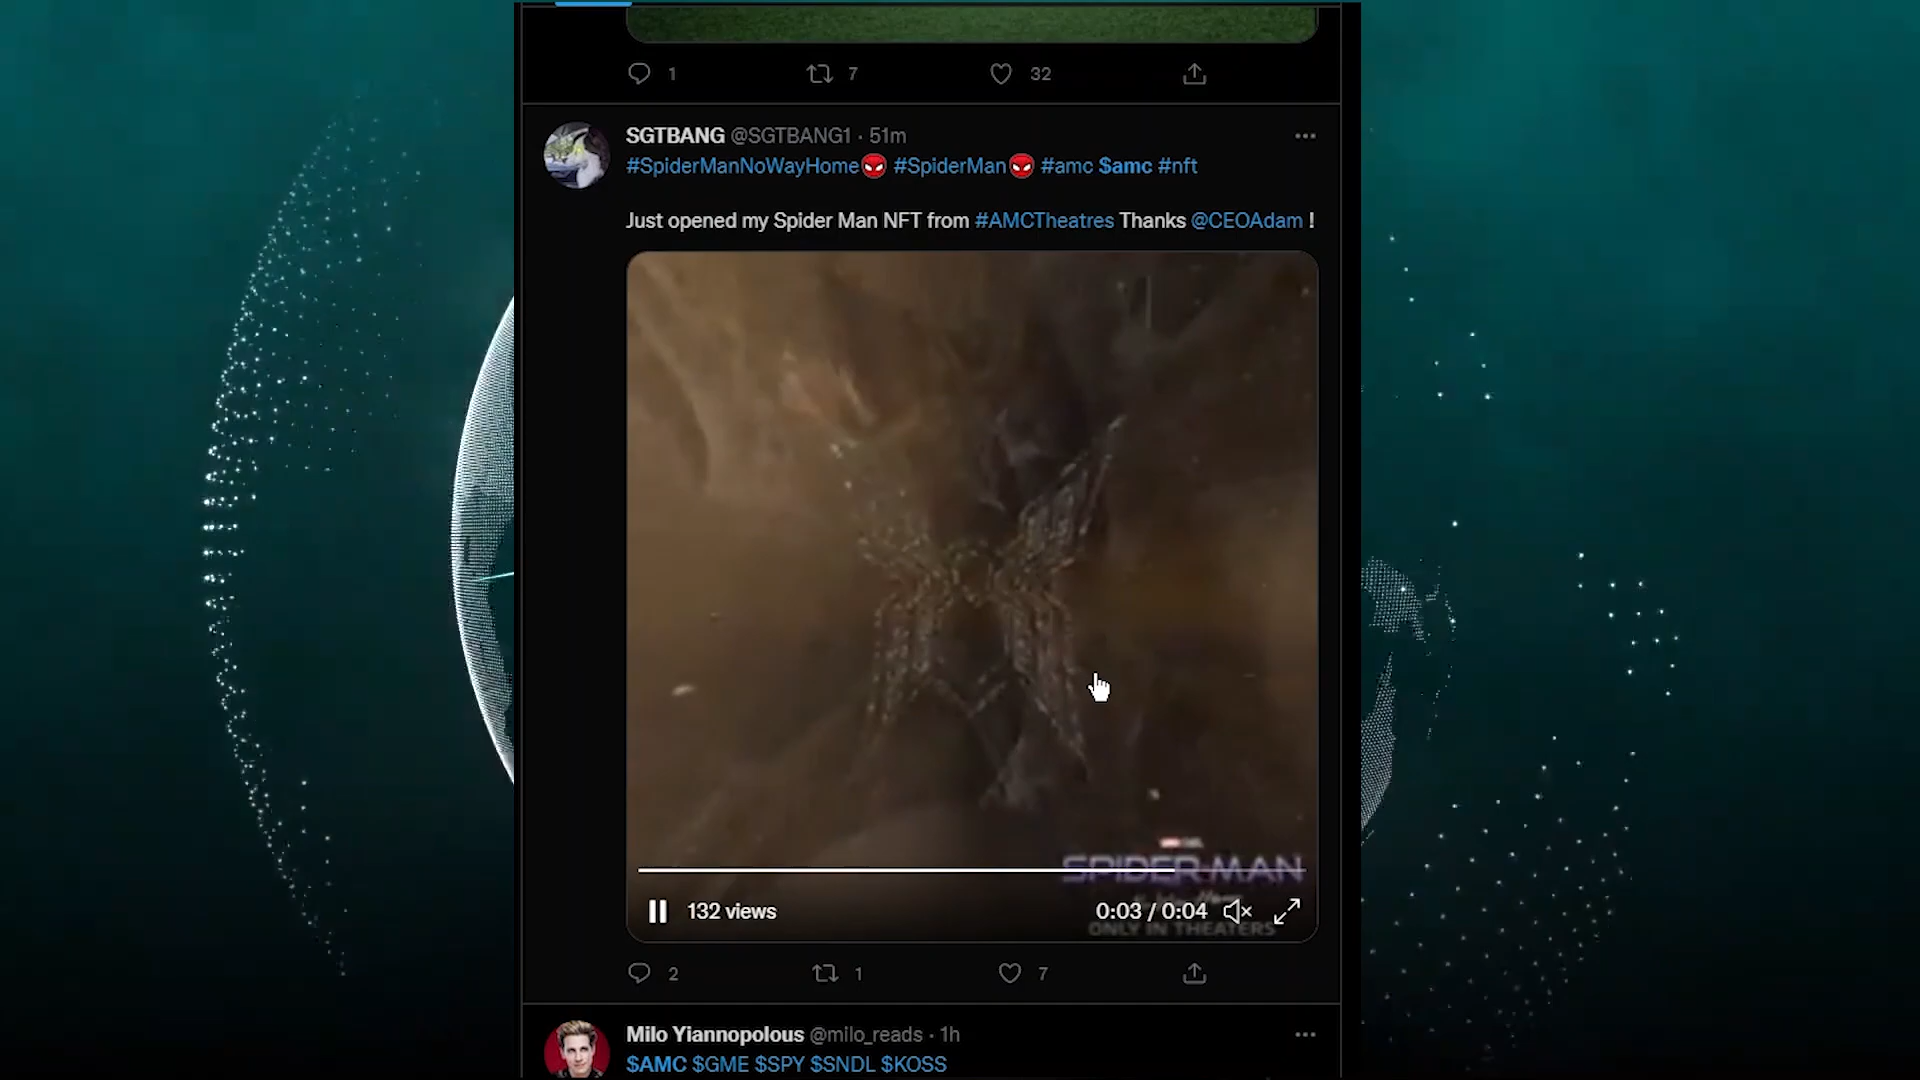 1 7 32
SGTBANG @SGTBANG1 · 51m
#SpiderManNoWayHome #SpiderMan #amc $amc #nft
Just opened my Spider Man NFT from #AMCTheatres Thanks @CEOAdam !
SPIDER-MAN
132 views 0:03 / 0:04
ONLY IN THEATERS
2 1 7
Milo Yiannopolous @milo_reads · 1h
$AMC $GME $SPY $SNDL $KOSS